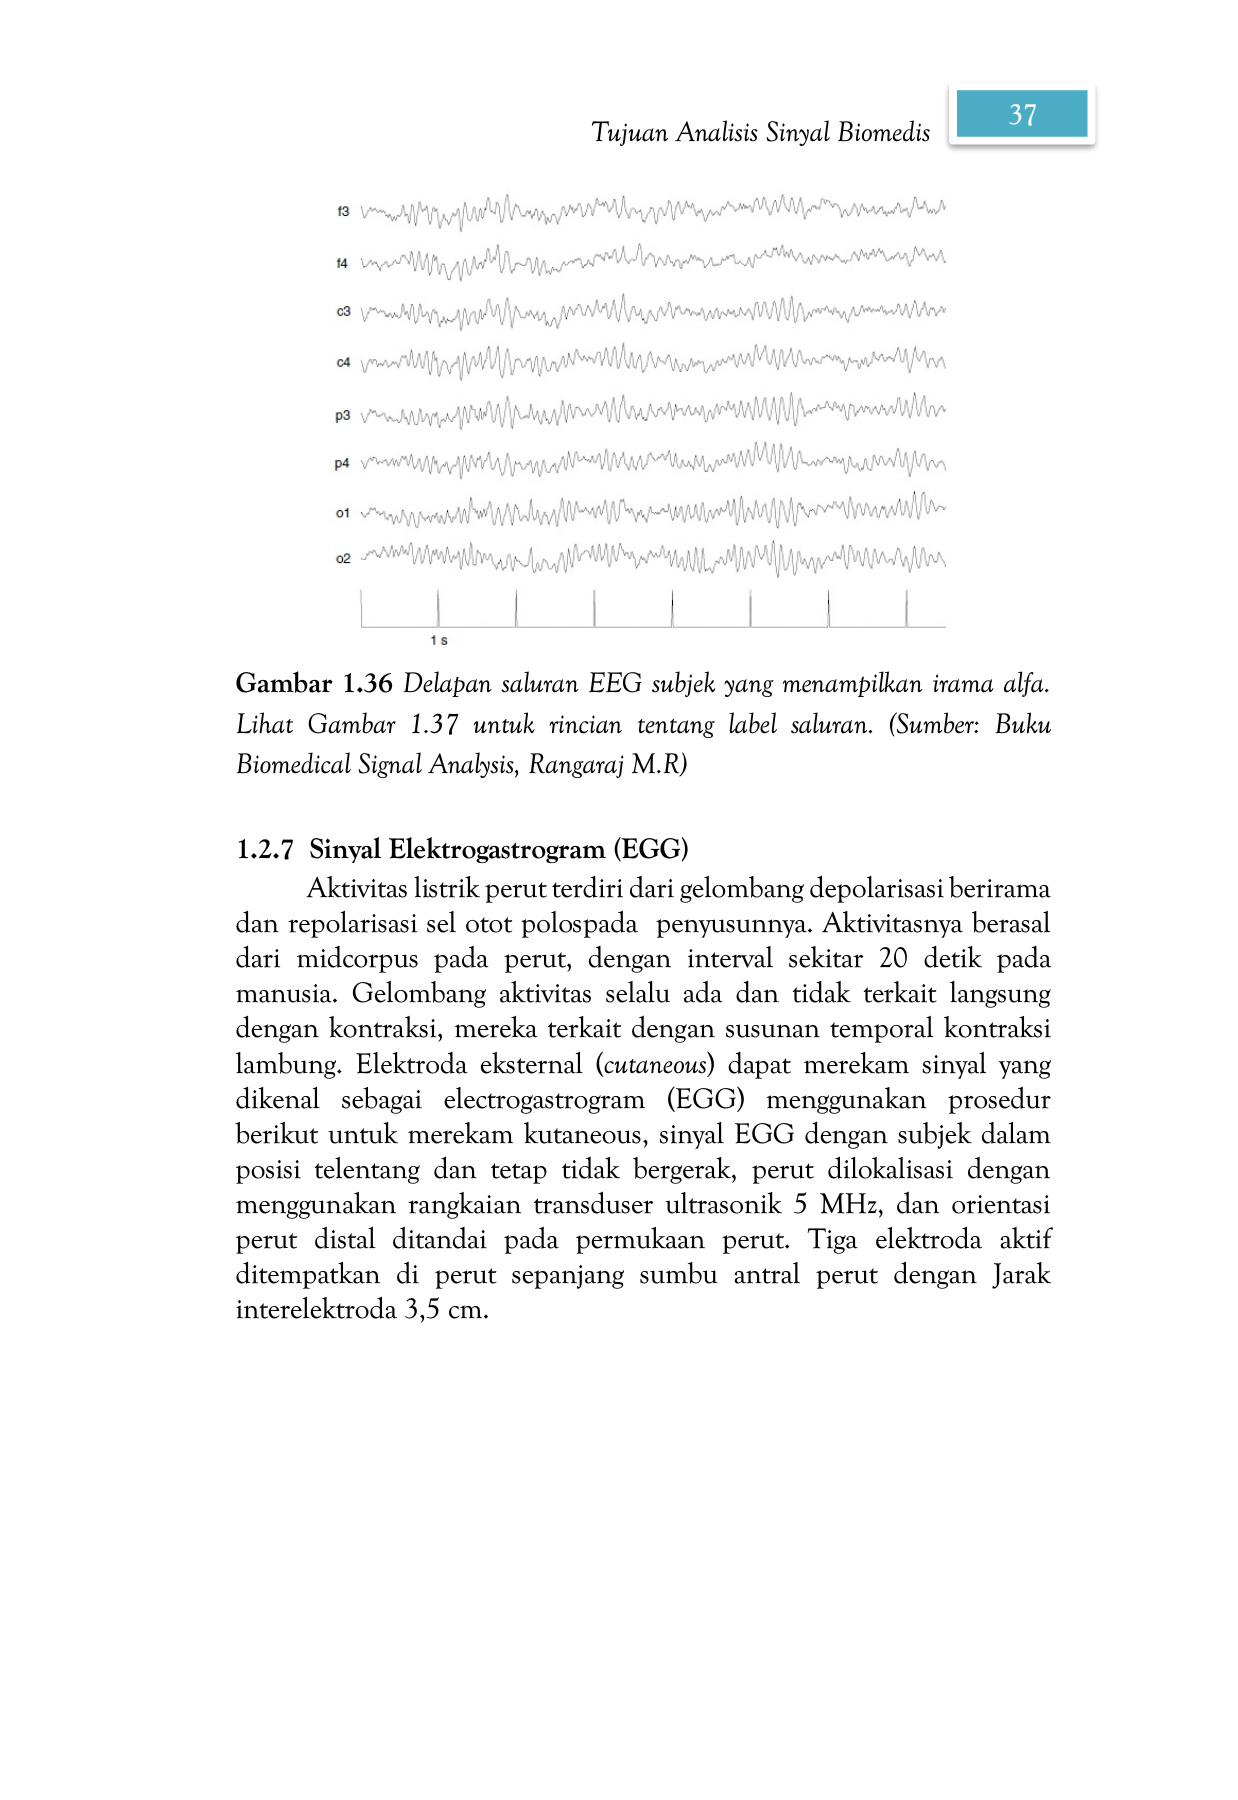 Tujuan Analisis Sinyal Biomedis
37
f3
f4
c3
c4
p3
p4
o1
o2
1 s
Gambar 1.36 Delapan saluran EEG subjek yang menampilkan irama alfa.
Lihat Gambar 1.37 untuk rincian tentang label saluran. (Sumber: Buku
Biomedical Signal Analysis, Rangaraj M.R)
1.2.7 Sinyal Elektrogastrogram (EGG)
Aktivitas listrik perut terdiri dari gelombang depolarisasi berirama
dan repolarisasi sel otot polospada penyusunnya. Aktivitasnya berasal
dari midcorpus pada perut, dengan interval sekitar 20 detik pada
manusia. Gelombang aktivitas selalu ada dan tidak terkait langsung
dengan kontraksi, mereka terkait dengan susunan temporal kontraksi
lambung. Elektroda eksternal (cutaneous) dapat merekam sinyal yang
dikenal sebagai electrogastrogram (EGG) menggunakan prosedur
berikut untuk merekam kutaneous, sinyal EGG dengan subjek dalam
posisi telentang dan tetap tidak bergerak, perut dilokalisasi dengan
menggunakan rangkaian transduser ultrasonik 5 MHz, dan orientasi
perut distal ditandai pada permukaan perut. Tiga elektroda aktif
ditempatkan di perut sepanjang sumbu antral perut dengan Jarak
interelektroda 3,5 cm.